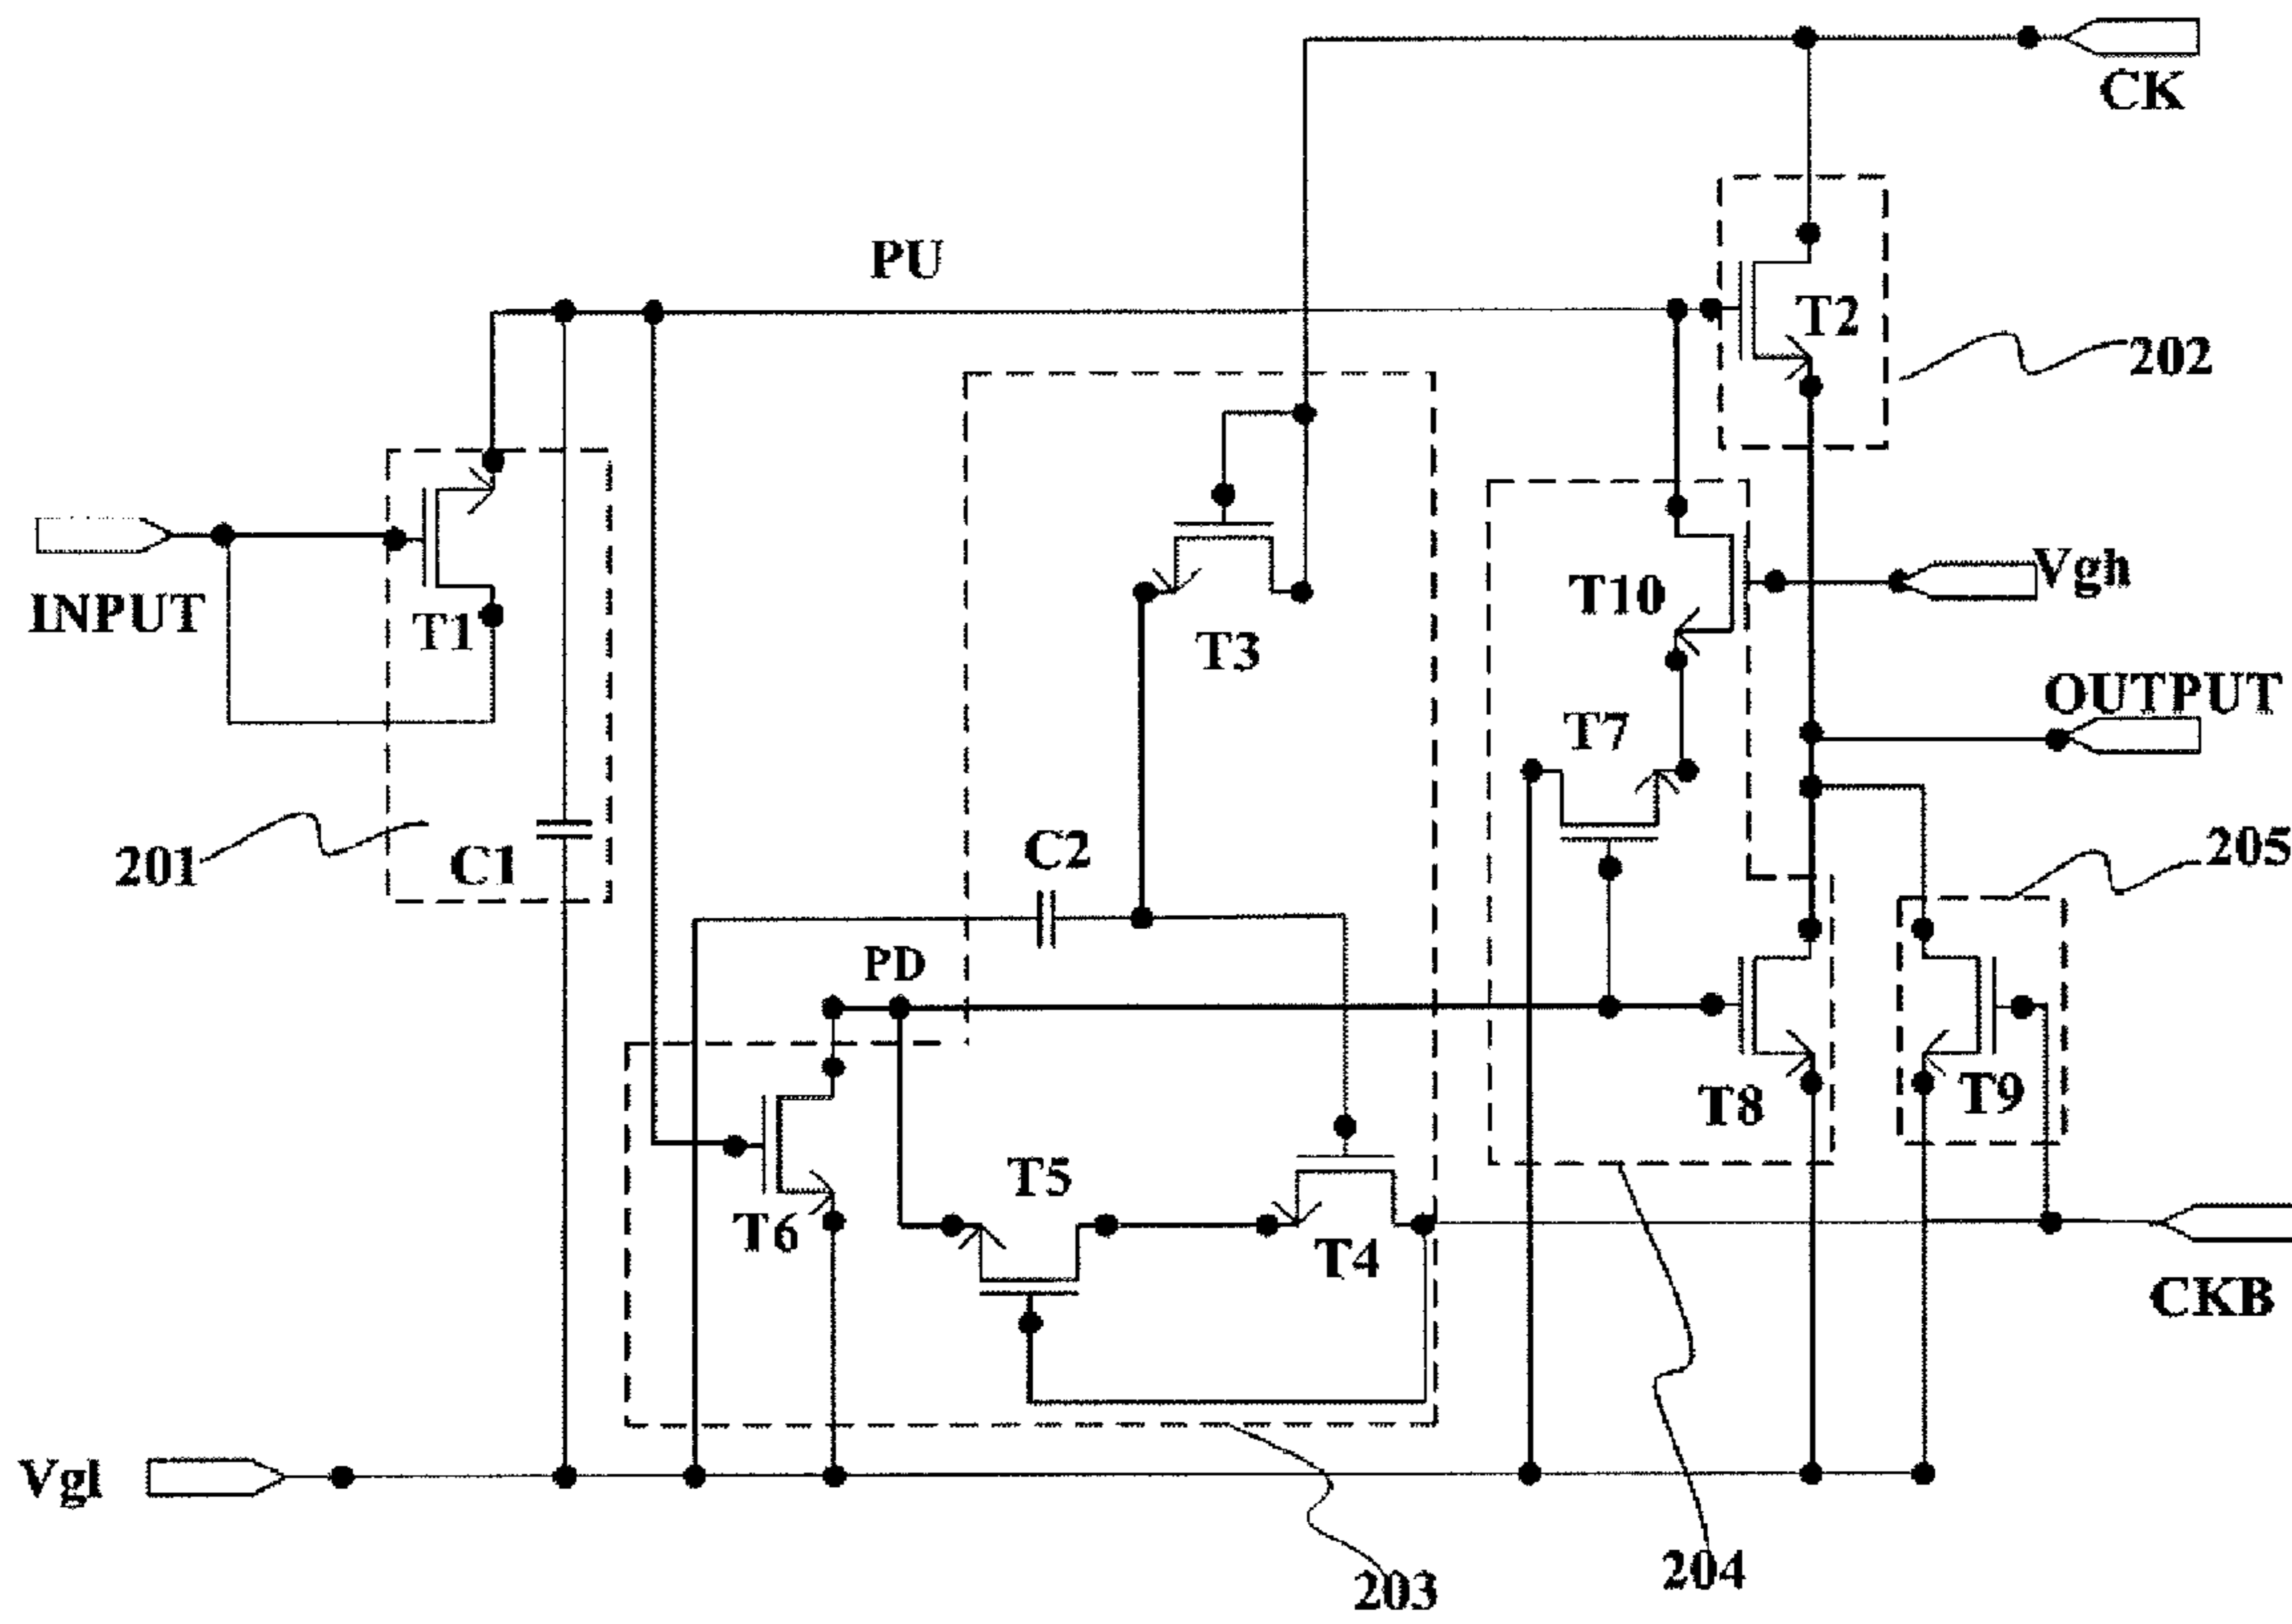 CK
PU
T2
202
INPUT
T1
T3
T10
Vgh
OUTPUT
T7
201
C1
C2
205
PD
T8
T9
T5
T6
T4
CKB
Vgl
203
204